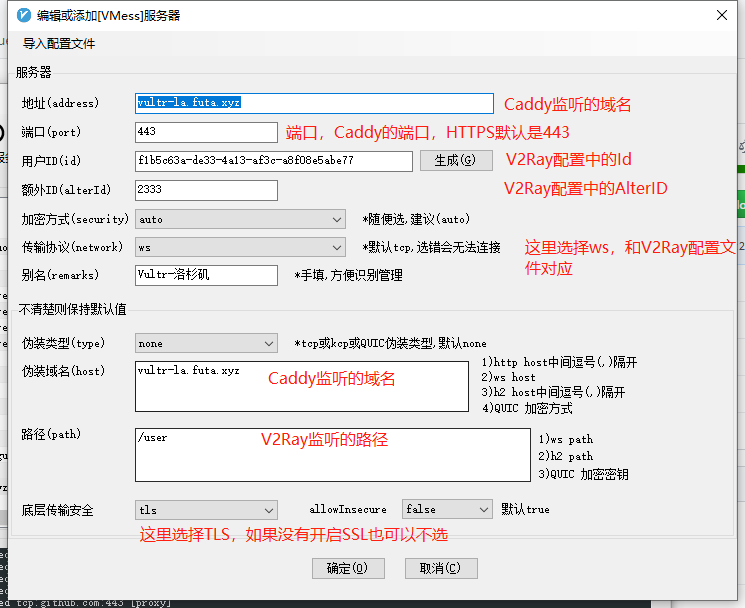 编辑或添加[VMess]服务器
导入配置文件
服务器
地址(address) vultr-la.futa.xyz Caddy监听的域名
端口(port) 443 端口，Caddy的端口，HTTPS默认是443
用户ID(id) f1b5c63a-de33-4a13-af3c-a8f08e5abe77 生成(G) V2Ray配置中的Id
额外ID(alterId) 2333 V2Ray配置中的AlterID
加密方式(security) auto *随便选,建议(auto)
传输协议(network) ws *默认tcp,选错会无法连接 这里选择ws，和V2Ray配置文
件对应
别名(remarks) Vultr-洛杉矶 *手填,方便识别管理
不清楚则保持默认值
伪装类型(type) none *tcp或kcp或QUIC伪装类型,默认none
伪装域名(host) vultr-la.futa.xyz Caddy监听的域名
1)http host中间逗号(,)隔开
2)ws host
3)h2 host中间逗号(,)隔开
4)QUIC 加密方式
路径(path) /user V2Ray监听的路径
1)ws path
2)h2 path
3)QUIC 加密密钥
底层传输安全 tls allowInsecure false 默认true
这里选择TLS，如果没有开启SSL也可以不选
确定(O) 取消(C)
ed tcp:github.com:443 [proxy]